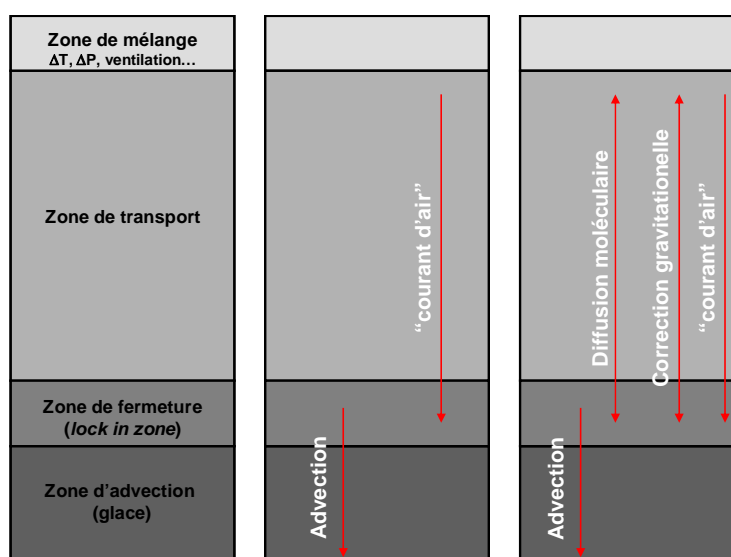 Zone de mélange
ΔT, ΔP, ventilation…
Zone de transport
Zone de fermeture
(lock in zone)
Zone d’advection
(glace)
“courant d’air”
Advection
Diffusion moléculaire
Correction gravitationelle
“courant d’air”
Advection